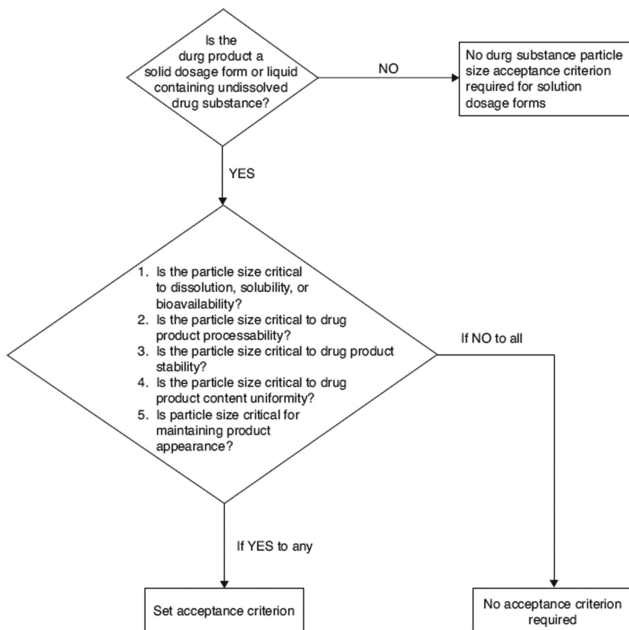 Is the
durg product a
solid dosage form or liquid
containing undissolved
drug substance?
NO
No durg substance particle
size acceptance criterion
required for solution
dosage forms
YES
1. Is the particle size critical
to dissolution, solubility, or
bioavailability?
2. Is the particle size critical to drug
product processability?
3. Is the particle size critical to drug product
stability?
4. Is the particle size critical to drug
product content uniformity?
5. Is particle size critical for
maintaining product
appearance?
If NO to all
If YES to any
Set acceptance criterion
No acceptance criterion
required